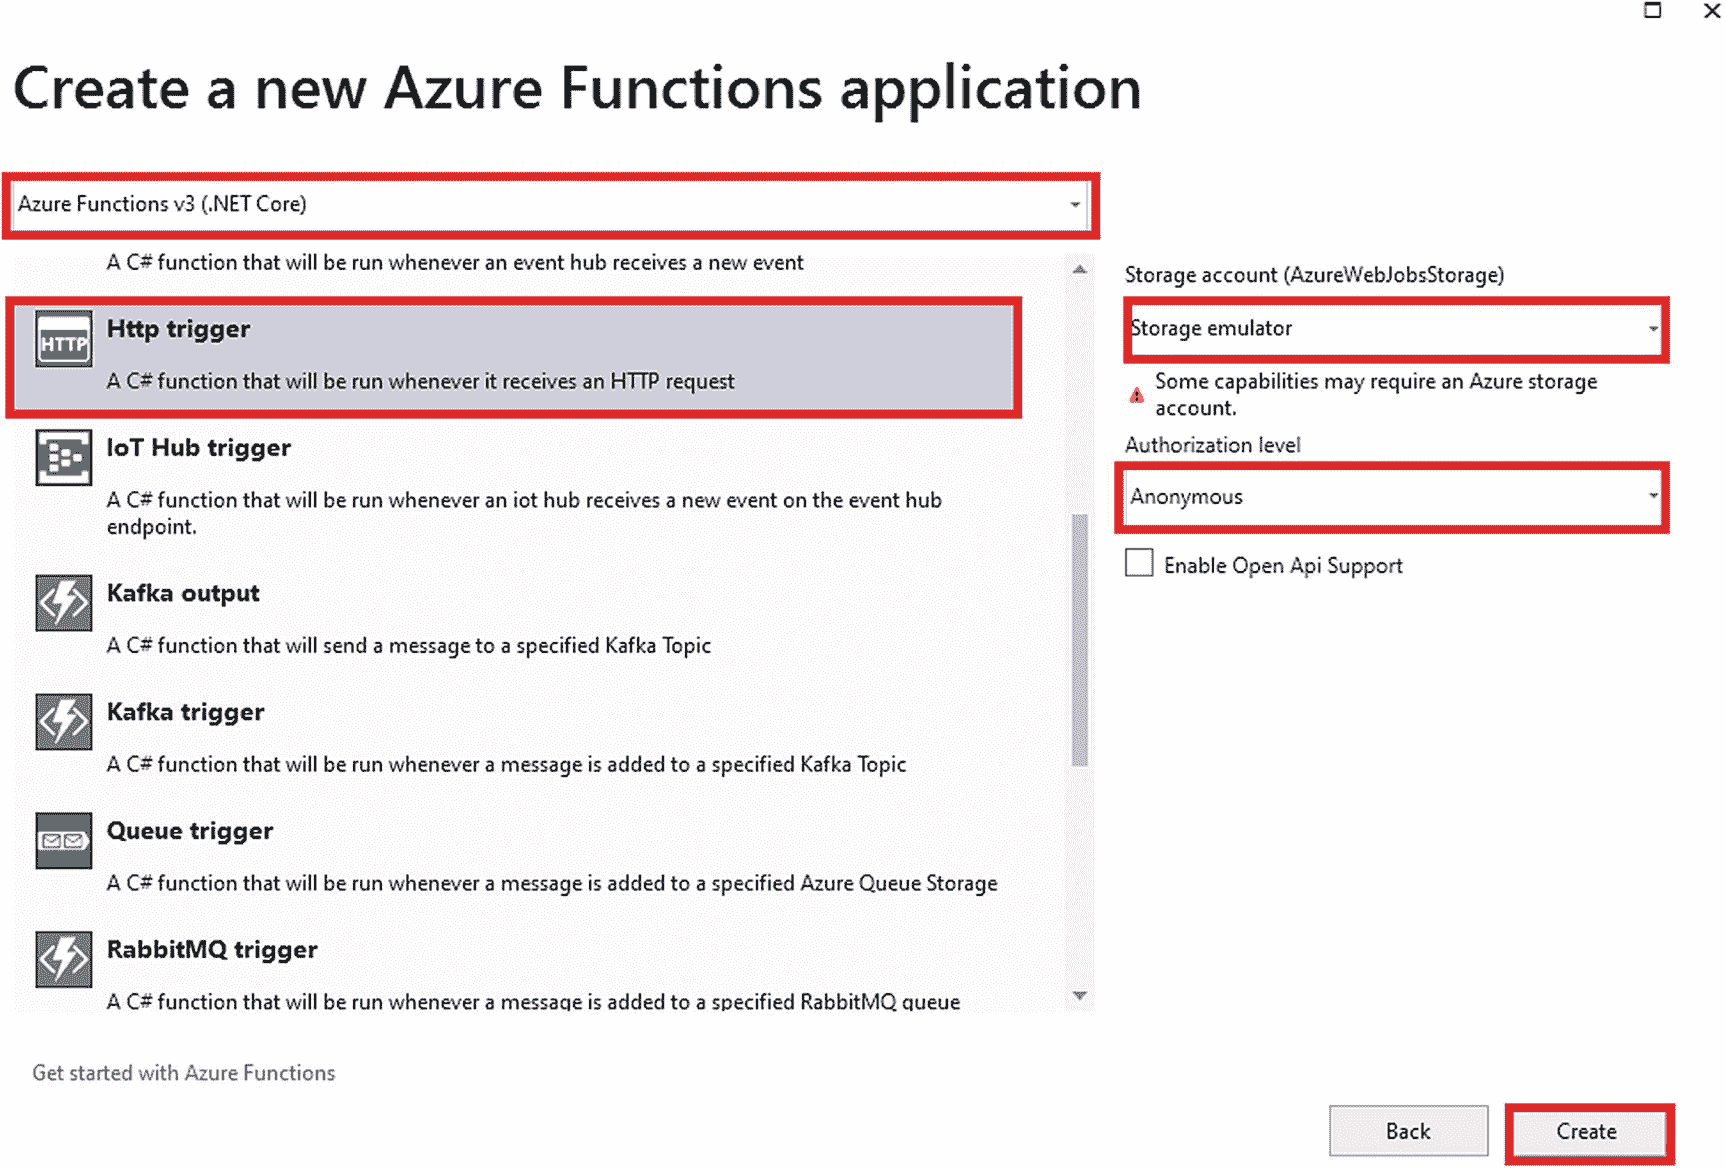 Create a new Azure Functions application
Azure Functions v3 (.NET Core)
A C# function that will be run whenever an event hub receives a new event
HTTP
Http trigger
A C# function that will be run whenever it receives an HTTP request
IoT Hub trigger
A C# function that will be run whenever an iot hub receives a new event on the event hub
endpoint.
Kafka output
A C# function that will send a message to a specified Kafka Topic
Kafka trigger
A C# function that will be run whenever a message is added to a specified Kafka Topic
Queue trigger
A C# function that will be run whenever a message is added to a specified Azure Queue Storage
RabbitMQ trigger
A C# function that will be run whenever a message is added to a specified RabbitMQ queue
Storage account (AzureWebJobsStorage)
Storage emulator
Some capabilities may require an Azure storage
account.
Authorization level
Anonymous
Enable Open Api Support
Get started with Azure Functions
Back
Create